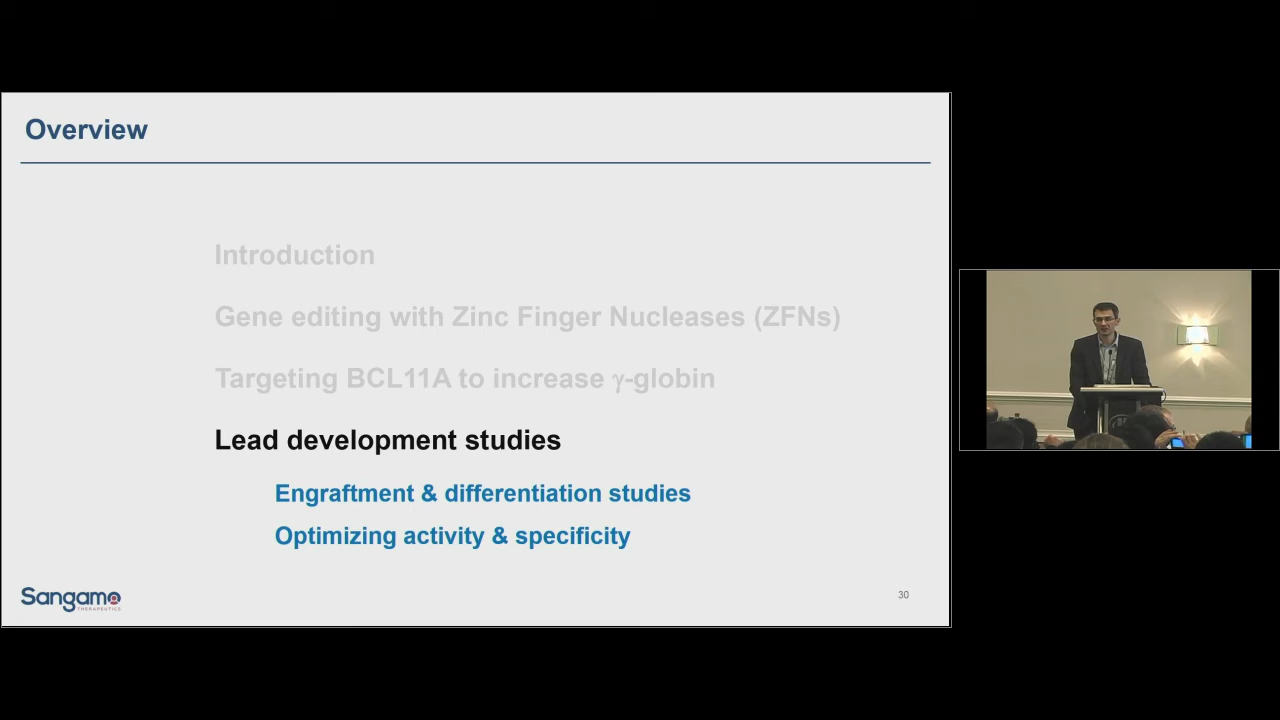 Overview
Introduction
Gene editing with Zinc Finger Nucleases (ZFNs)
Targeting BCL11A to increase γ-globin
Lead development studies
Engraftment & differentiation studies
Optimizing activity & specificity
Sangamo
THERAPEUTICS
30